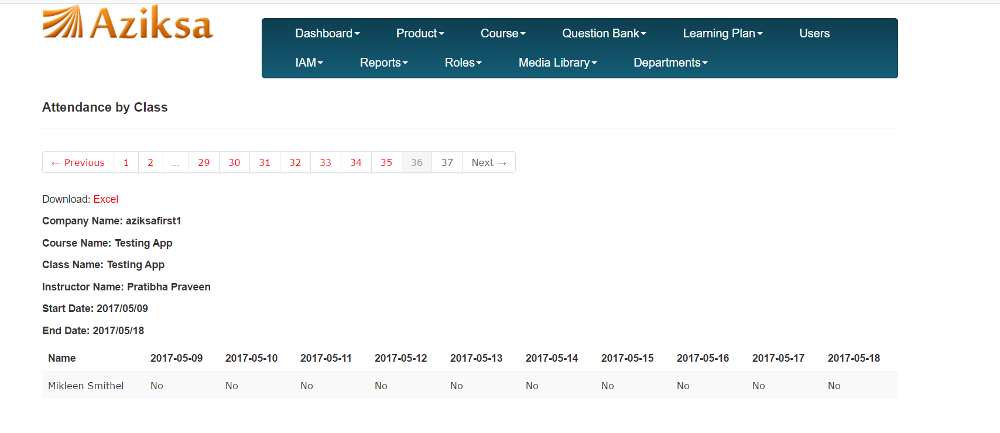 Aziksa
Dashboard Product Course Question Bank Learning Plan Users
IAM Reports Roles Media Library Departments
Attendance by Class
← Previous 1 2 ... 29 30 31 32 33 34 35 36 37 Next →
Download: Excel
Company Name: aziksafirst1
Course Name: Testing App
Class Name: Testing App
Instructor Name: Pratibha Praveen
Start Date: 2017/05/09
End Date: 2017/05/18
Name 2017-05-09 2017-05-10 2017-05-11 2017-05-12 2017-05-13 2017-05-14 2017-05-15 2017-05-16 2017-05-17 2017-05-18
Mikleen Smithel No No No No No No No No No No